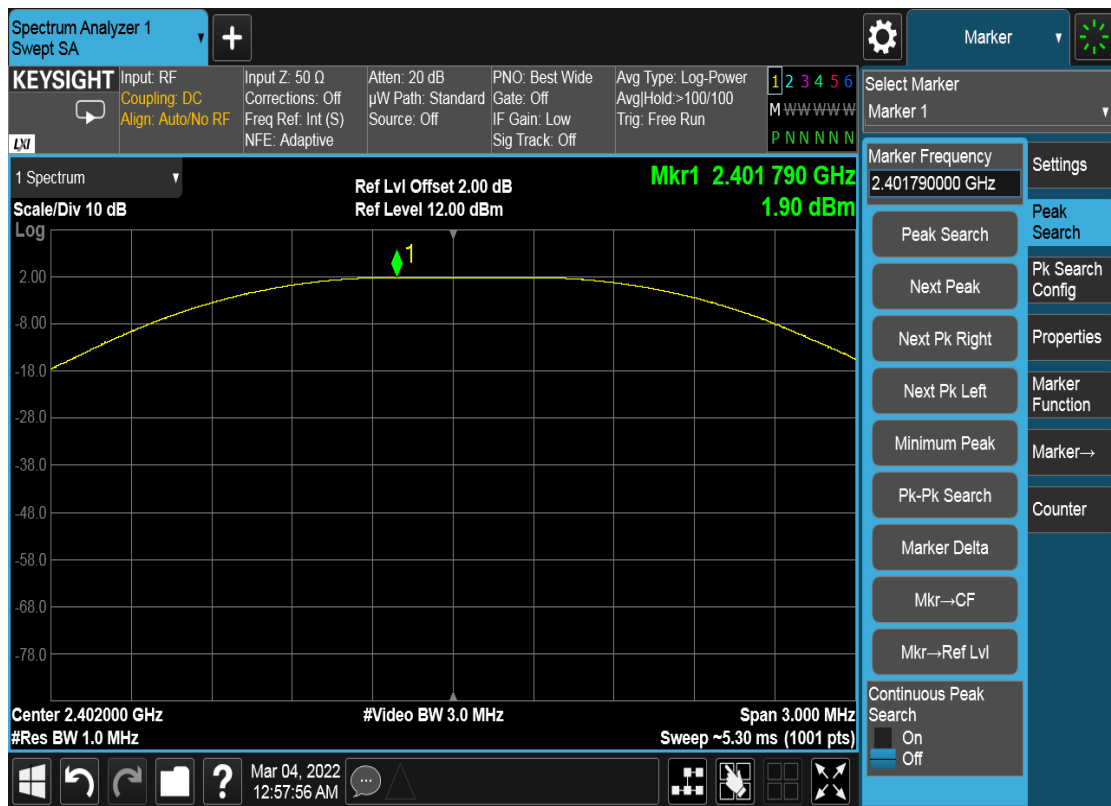 Spectrum Analyzer 1
Swept SA
+
Marker
KEYSIGHT
LXI
Input: RF
Coupling: DC
Align: Auto/No RF
Input Z: 50 Ω
Corrections: Off
Freq Ref: Int (S)
NFE: Adaptive
Atten: 20 dB
µW Path: Standard
Source: Off
PNO: Best Wide
Gate: Off
IF Gain: Low
Sig Track: Off
Avg Type: Log-Power
Avg|Hold:>100/100
Trig: Free Run
1 2 3 4 5 6
M W W W W W
P N N N N N
1 Spectrum
Scale/Div 10 dB
Log
Ref Lvl Offset 2.00 dB
Ref Level 12.00 dBm
Mkr1 2.401 790 GHz
1.90 dBm
1
2.00
-8.00
-18.0
-28.0
-38.0
-48.0
-58.0
-68.0
-78.0
Center 2.402000 GHz
#Res BW 1.0 MHz
#Video BW 3.0 MHz
Span 3.000 MHz
Sweep ~5.30 ms (1001 pts)
Select Marker
Marker 1
Marker Frequency
2.401790000 GHz
Peak Search
Next Peak
Next Pk Right
Next Pk Left
Minimum Peak
Pk-Pk Search
Marker Delta
Mkr→CF
Mkr→Ref Lvl
Continuous Peak
Search
On
Off
Settings
Peak
Search
Pk Search
Config
Properties
Marker
Function
Marker→
Counter
?
Mar 04, 2022
12:57:56 AM